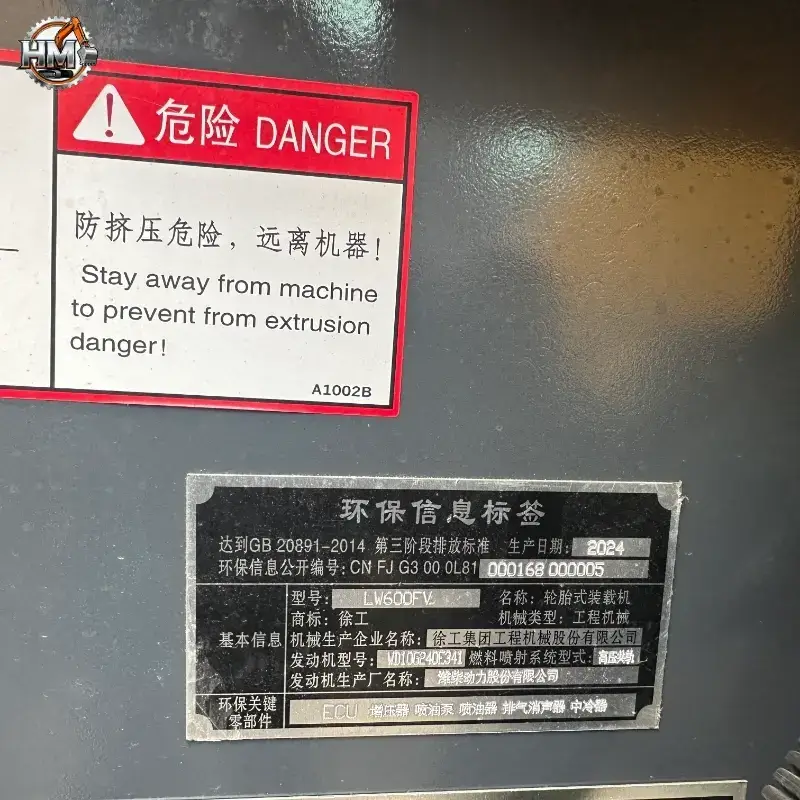 HM
危险 DANGER
防挤压危险，远离机器！
Stay away from machine
to prevent from extrusion
danger!
A1002B
环保信息标签
达到GB 20891-2014 第三阶段排放标准 生产日期：2024
环保信息公开编号：CN FJ G3 00 0L81 000168 000005
型号：LW600FV 名称：轮胎式装载机
商标：徐工 机械类型：工程机械
基本信息 机械生产企业名称：徐工集团工程机械股份有限公司
发动机型号：WD10G240E341 燃料喷射系统型式：高压共轨
发动机生产厂名称：潍柴动力股份有限公司
环保关键
零部件
ECU 增压器 喷油泵 喷油器 排气消声器 中冷器